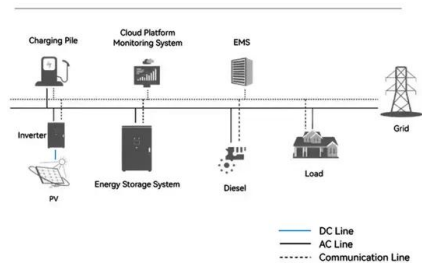 Charging Pile
Cloud Platform
Monitoring System
EMS
Grid
Inverter
PV
Energy Storage System
Diesel
Load
DC Line
AC Line
Communication Line